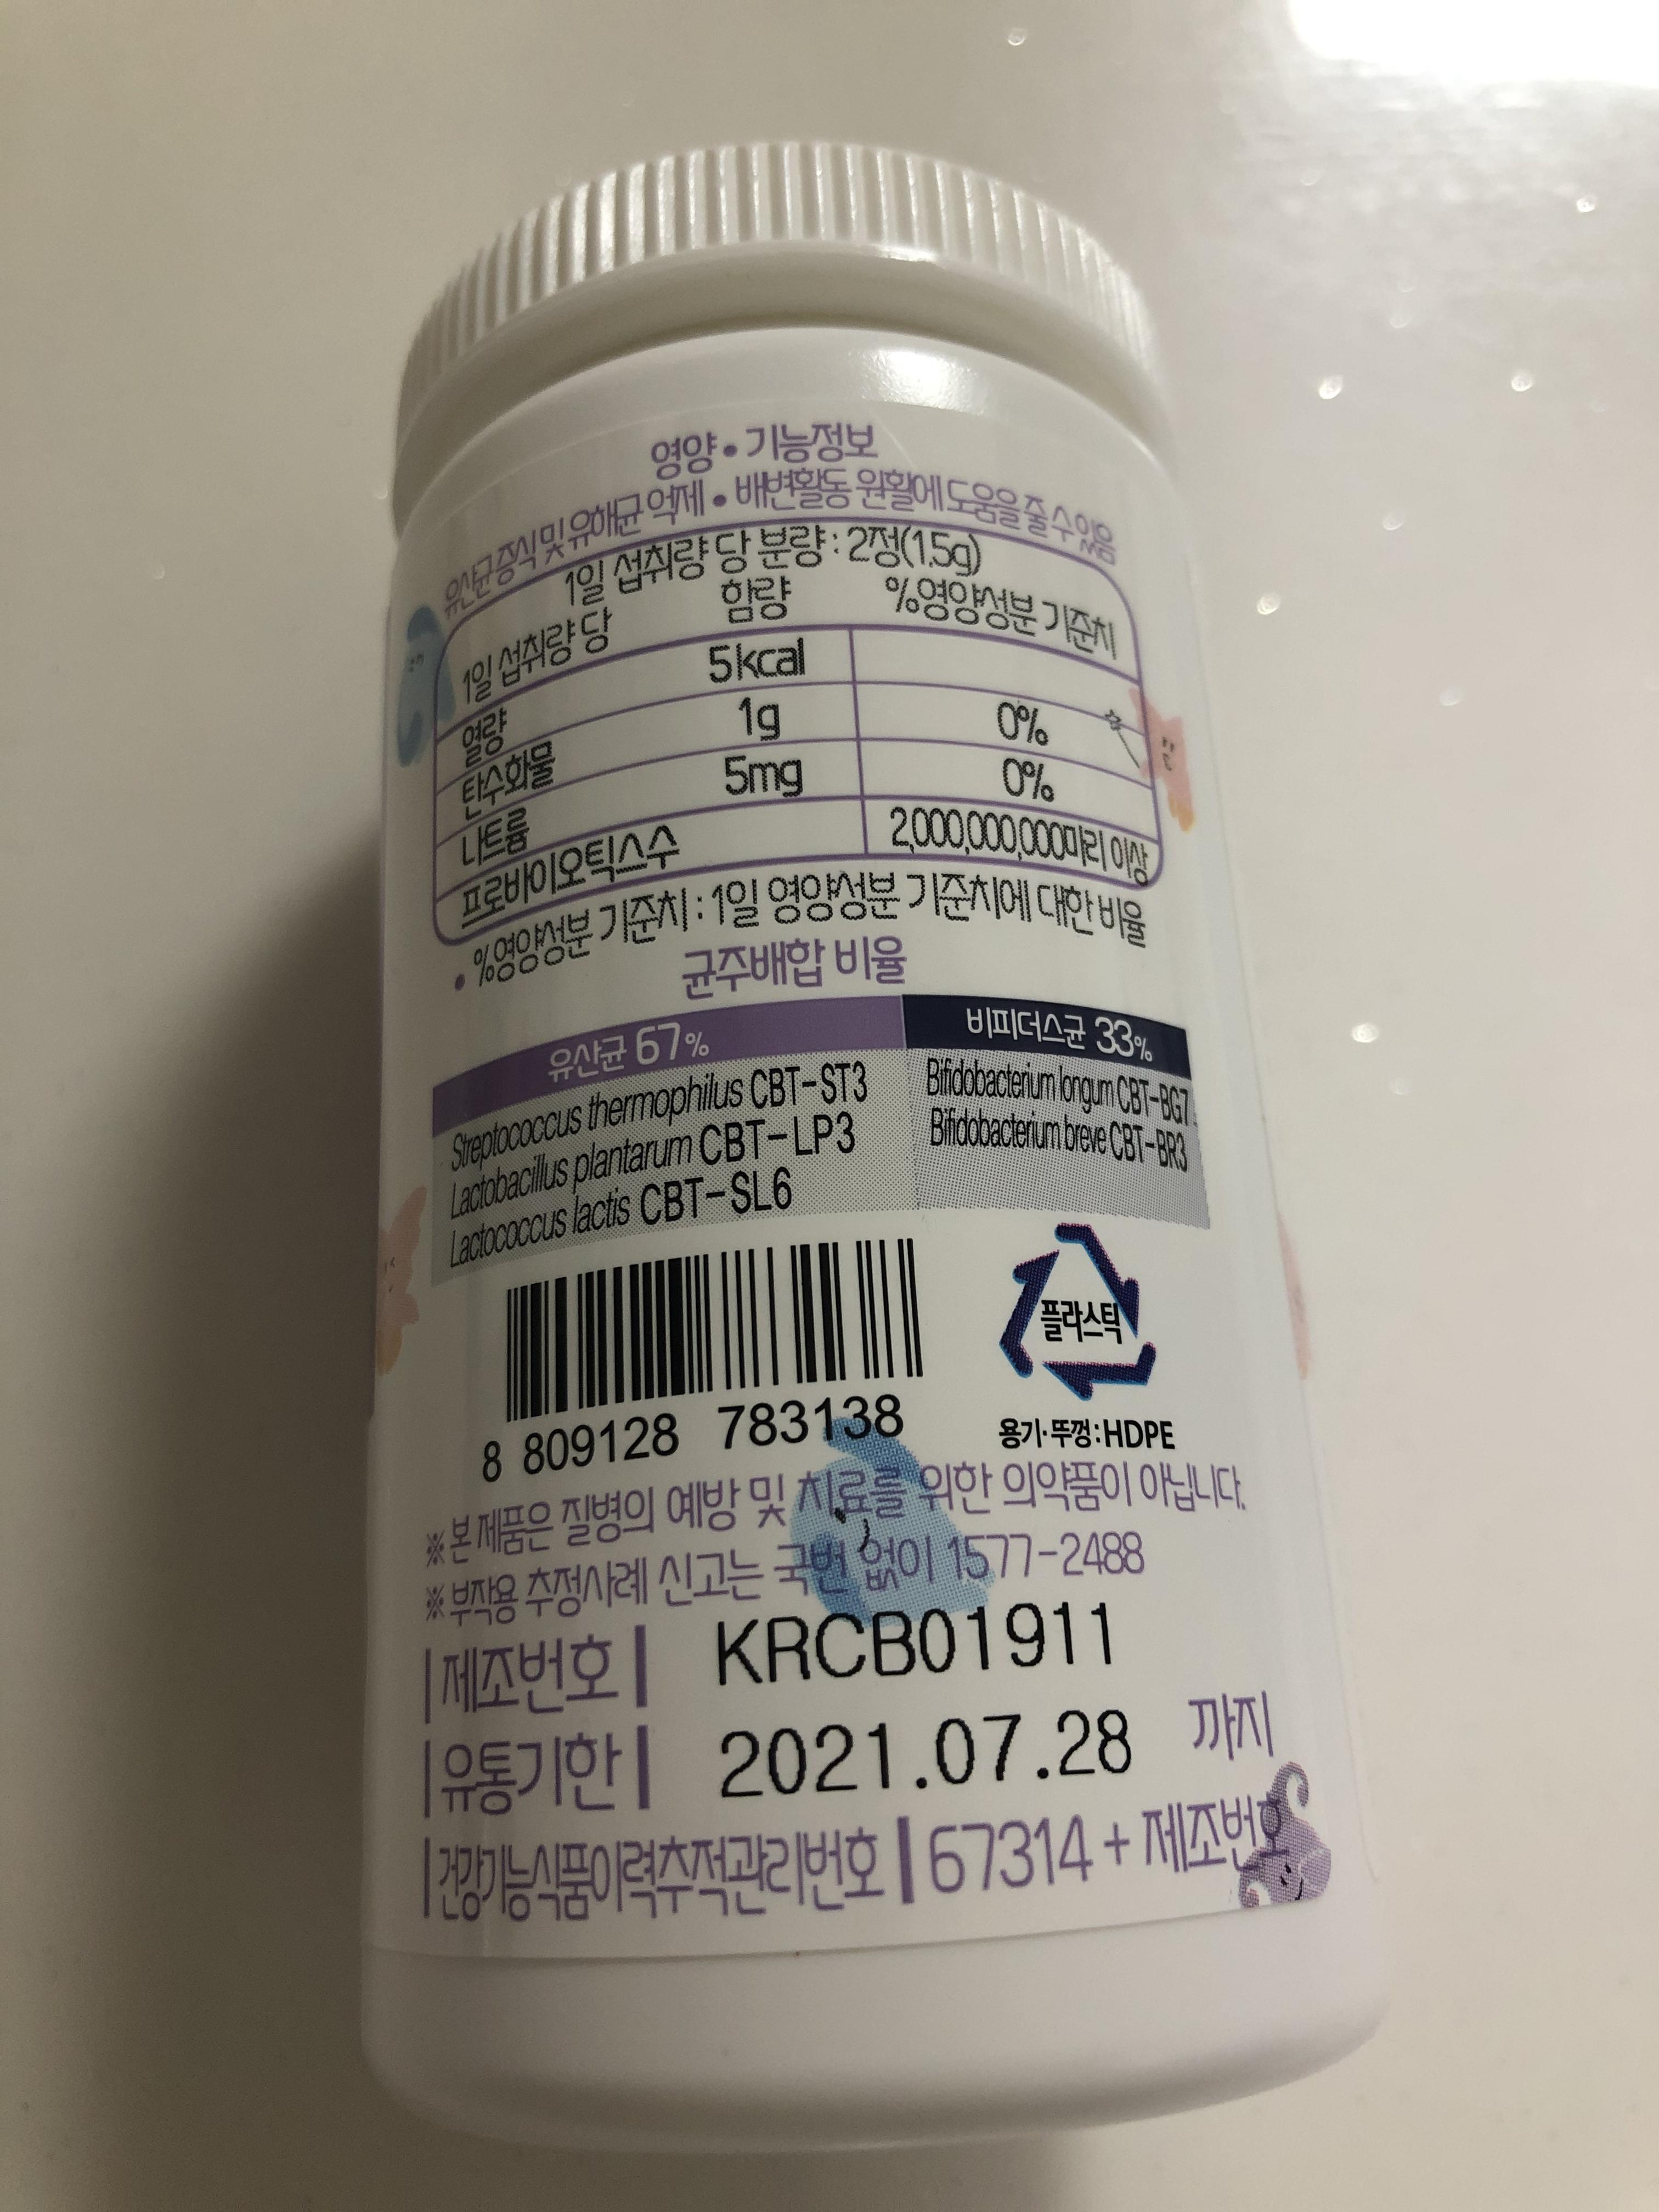 영양•기능정보
유산균 증식 및 유해균 억제 • 배변활동 원활에 도움을 줄 수 있음
1일 섭취량 당 분량 : 2정(1.5g)
1일 섭취량 당 함량 %영양성분 기준치
열량 5kcal
탄수화물 1g 0%
나트륨 5mg 0%
프로바이오틱스수 2,000,000,000마리 이상
• %영양성분 기준치 : 1일 영양성분 기준치에 대한 비율
균주배합 비율
유산균 67% 비피더스균 33%
Streptococcus thermophilus CBT-ST3 Bifidobacterium longum CBT-BG7
Lactobacillus plantarum CBT-LP3 Bifidobacterium breve CBT-BR3
Lactococcus lactis CBT-SL6
플라스틱
8 809128 783138
용기·뚜껑:HDPE
※본 제품은 질병의 예방 및 치료를 위한 의약품이 아닙니다.
※부작용 추정사례 신고는 국번 없이 1577-2488
|제조번호| KRCB01911
|유통기한| 2021.07.28 까지
|건강기능식품이력추적관리번호| 67314 + 제조번호